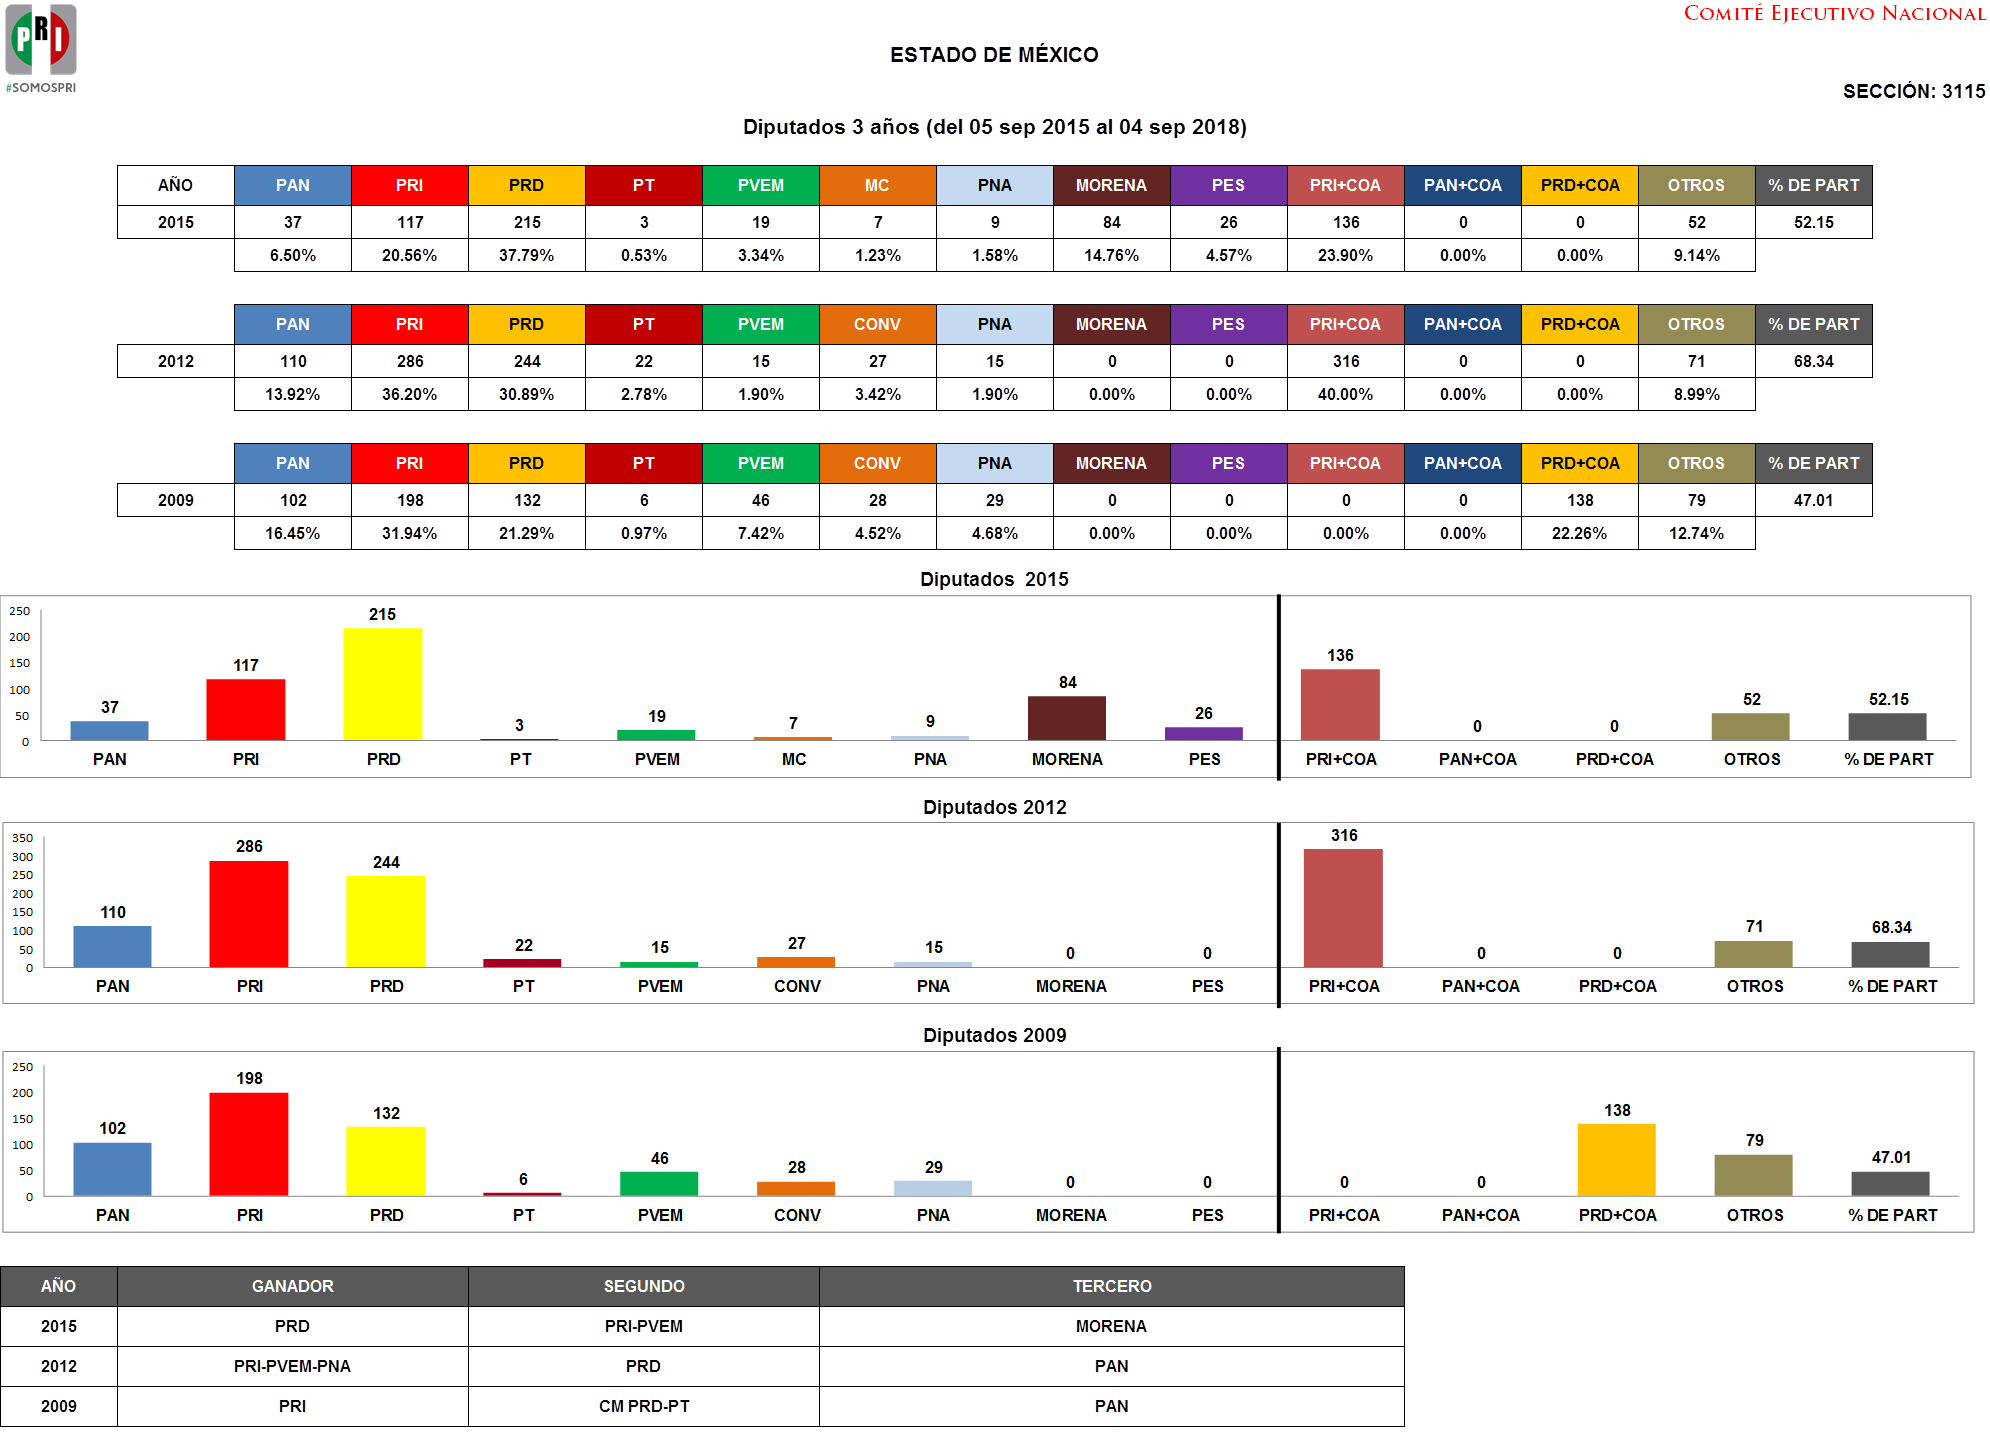 PRI
#SOMOSPRI
COMITÉ EJECUTIVO NACIONAL
ESTADO DE MÉXICO
SECCIÓN: 3115
Diputados 3 años (del 05 sep 2015 al 04 sep 2018)
AÑO PAN PRI PRD PT PVEM MC PNA MORENA PES PRI+COA PAN+COA PRD+COA OTROS % DE PART
2015 37 117 215 3 19 7 9 84 26 136 0 0 52 52.15
6.50% 20.56% 37.79% 0.53% 3.34% 1.23% 1.58% 14.76% 4.57% 23.90% 0.00% 0.00% 9.14%
PAN PRI PRD PT PVEM CONV PNA MORENA PES PRI+COA PAN+COA PRD+COA OTROS % DE PART
2012 110 286 244 22 15 27 15 0 0 316 0 0 71 68.34
13.92% 36.20% 30.89% 2.78% 1.90% 3.42% 1.90% 0.00% 0.00% 40.00% 0.00% 0.00% 8.99%
PAN PRI PRD PT PVEM CONV PNA MORENA PES PRI+COA PAN+COA PRD+COA OTROS % DE PART
2009 102 198 132 6 46 28 29 0 0 0 0 138 79 47.01
16.45% 31.94% 21.29% 0.97% 7.42% 4.52% 4.68% 0.00% 0.00% 0.00% 0.00% 22.26% 12.74%
Diputados 2015
250
200
150
100
50
0
37 117 215 3 19 7 9 84 26 136 0 0 52 52.15
PAN PRI PRD PT PVEM MC PNA MORENA PES PRI+COA PAN+COA PRD+COA OTROS % DE PART
Diputados 2012
350
300
250
200
150
100
50
0
110 286 244 22 15 27 15 0 0 316 0 0 71 68.34
PAN PRI PRD PT PVEM CONV PNA MORENA PES PRI+COA PAN+COA PRD+COA OTROS % DE PART
Diputados 2009
250
200
150
100
50
0
102 198 132 6 46 28 29 0 0 0 0 138 79 47.01
PAN PRI PRD PT PVEM CONV PNA MORENA PES PRI+COA PAN+COA PRD+COA OTROS % DE PART
AÑO GANADOR SEGUNDO TERCERO
2015 PRD PRI-PVEM MORENA
2012 PRI-PVEM-PNA PRD PAN
2009 PRI CM PRD-PT PAN